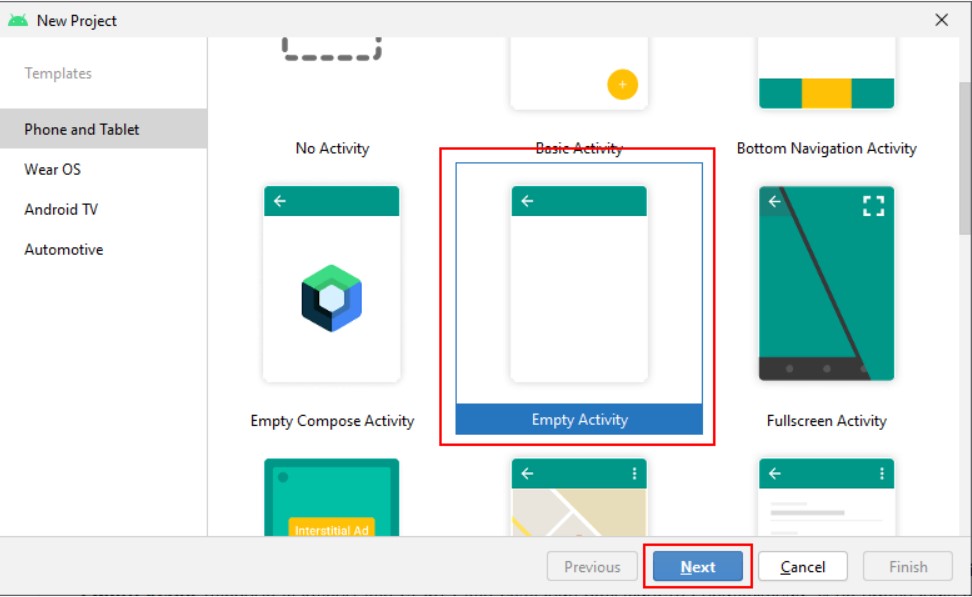 New Project
Templates
Phone and Tablet
Wear OS
Android TV
Automotive
No Activity
Basic Activity
Bottom Navigation Activity
Empty Compose Activity
Empty Activity
Fullscreen Activity
Interstitial Ad
Previous
Next
Cancel
Finish